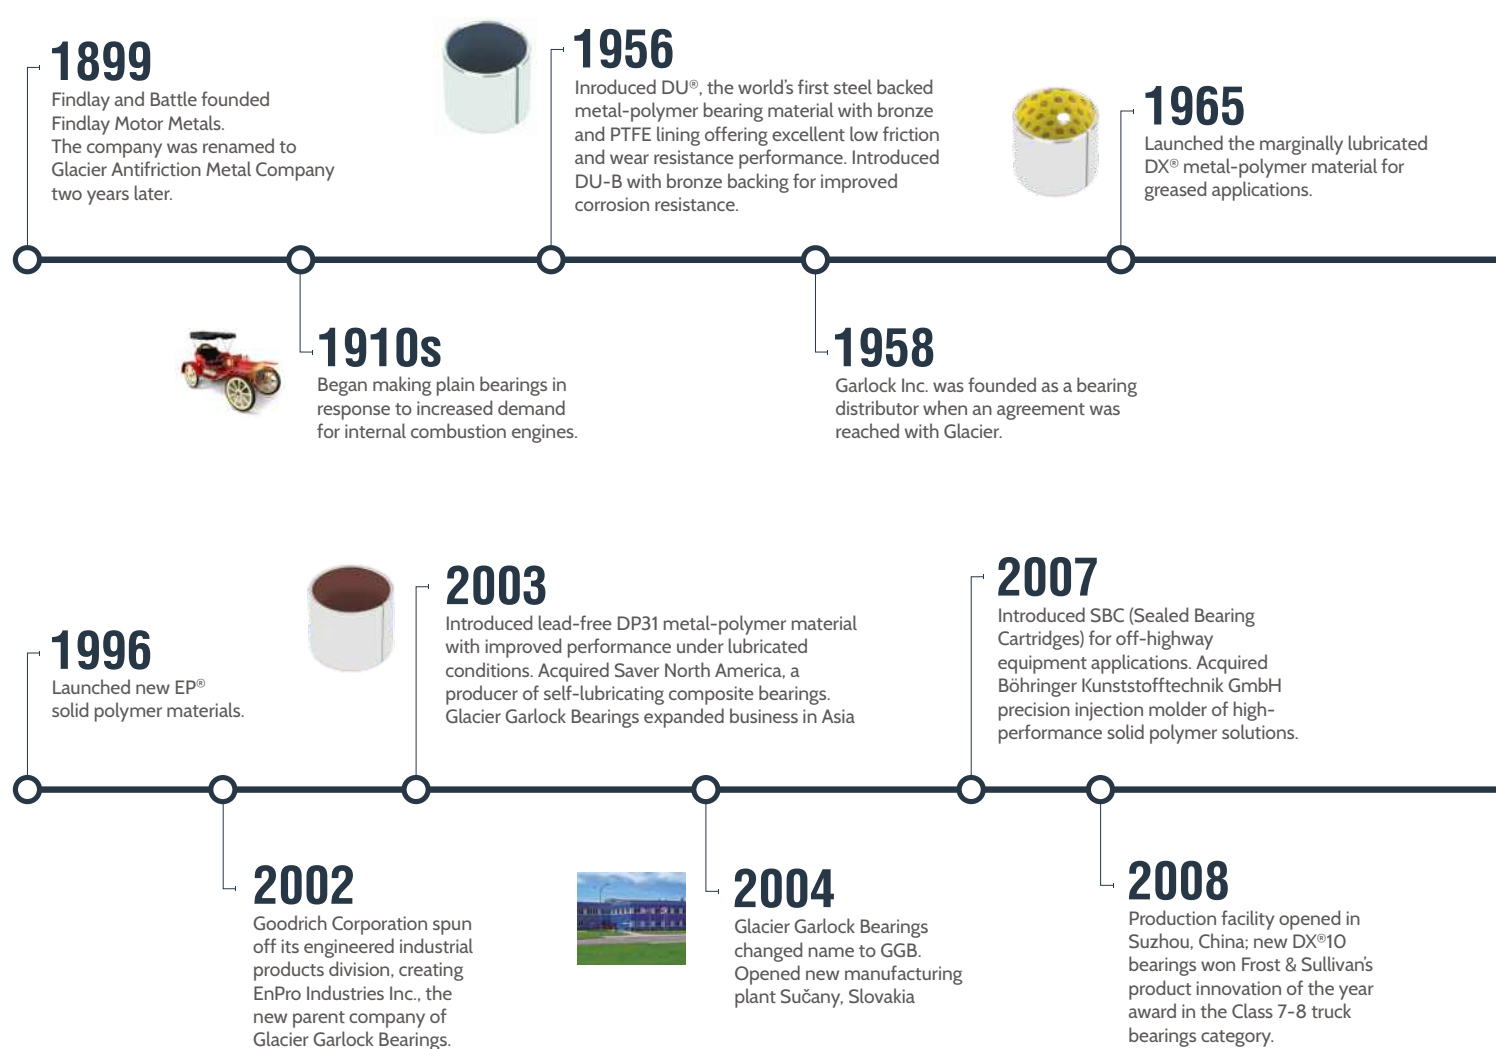 1899
Findlay and Battle founded
Findlay Motor Metals.
The company was renamed to
Glacier Antifriction Metal Company
two years later.
1956
Inroduced DU®, the world's first steel backed
metal-polymer bearing material with bronze
and PTFE lining offering excellent low friction
and wear resistance performance. Introduced
DU-B with bronze backing for improved
corrosion resistance.
1965
Launched the marginally lubricated
DX® metal-polymer material for
greased applications.
1910s
Began making plain bearings in
response to increased demand
for internal combustion engines.
1958
Garlock Inc. was founded as a bearing
distributor when an agreement was
reached with Glacier.
1996
Launched new EP®
solid polymer materials.
2003
Introduced lead-free DP31 metal-polymer material
with improved performance under lubricated
conditions. Acquired Saver North America, a
producer of self-lubricating composite bearings.
Glacier Garlock Bearings expanded business in Asia
2007
Introduced SBC (Sealed Bearing
Cartridges) for off-highway
equipment applications. Acquired
Böhringer Kunststofftechnik GmbH
precision injection molder of high-
performance solid polymer solutions.
2002
Goodrich Corporation spun
off its engineered industrial
products division, creating
EnPro Industries Inc., the
new parent company of
Glacier Garlock Bearings.
2004
Glacier Garlock Bearings
changed name to GGB.
Opened new manufacturing
plant Sučany, Slovakia
2008
Production facility opened in
Suzhou, China; new DX®10
bearings won Frost & Sullivan's
product innovation of the year
award in the Class 7-8 truck
bearings category.